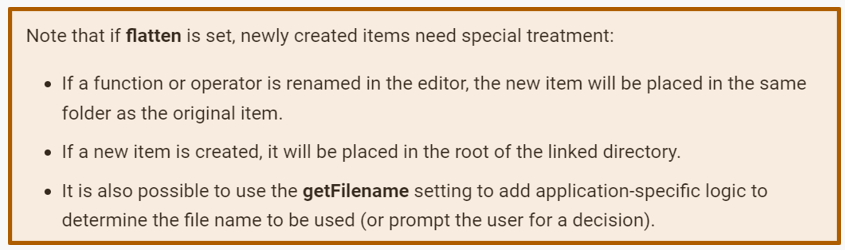 Note that if flatten is set, newly created items need special treatment:
• If a function or operator is renamed in the editor, the new item will be placed in the same
folder as the original item.
• If a new item is created, it will be placed in the root of the linked directory.
• It is also possible to use the getFilename setting to add application-specific logic to
determine the file name to be used (or prompt the user for a decision).